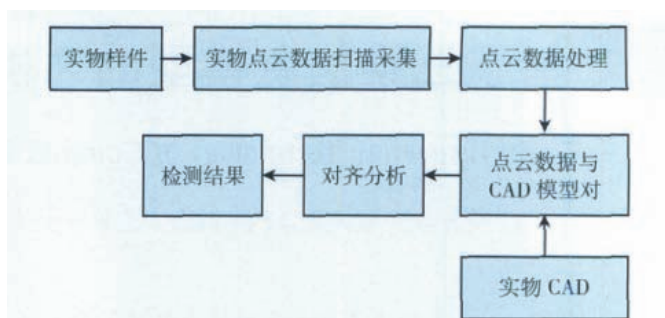 实物样件
实物点云数据扫描采集
点云数据处理
检测结果
对齐分析
点云数据与
CAD 模型对
实物 CAD